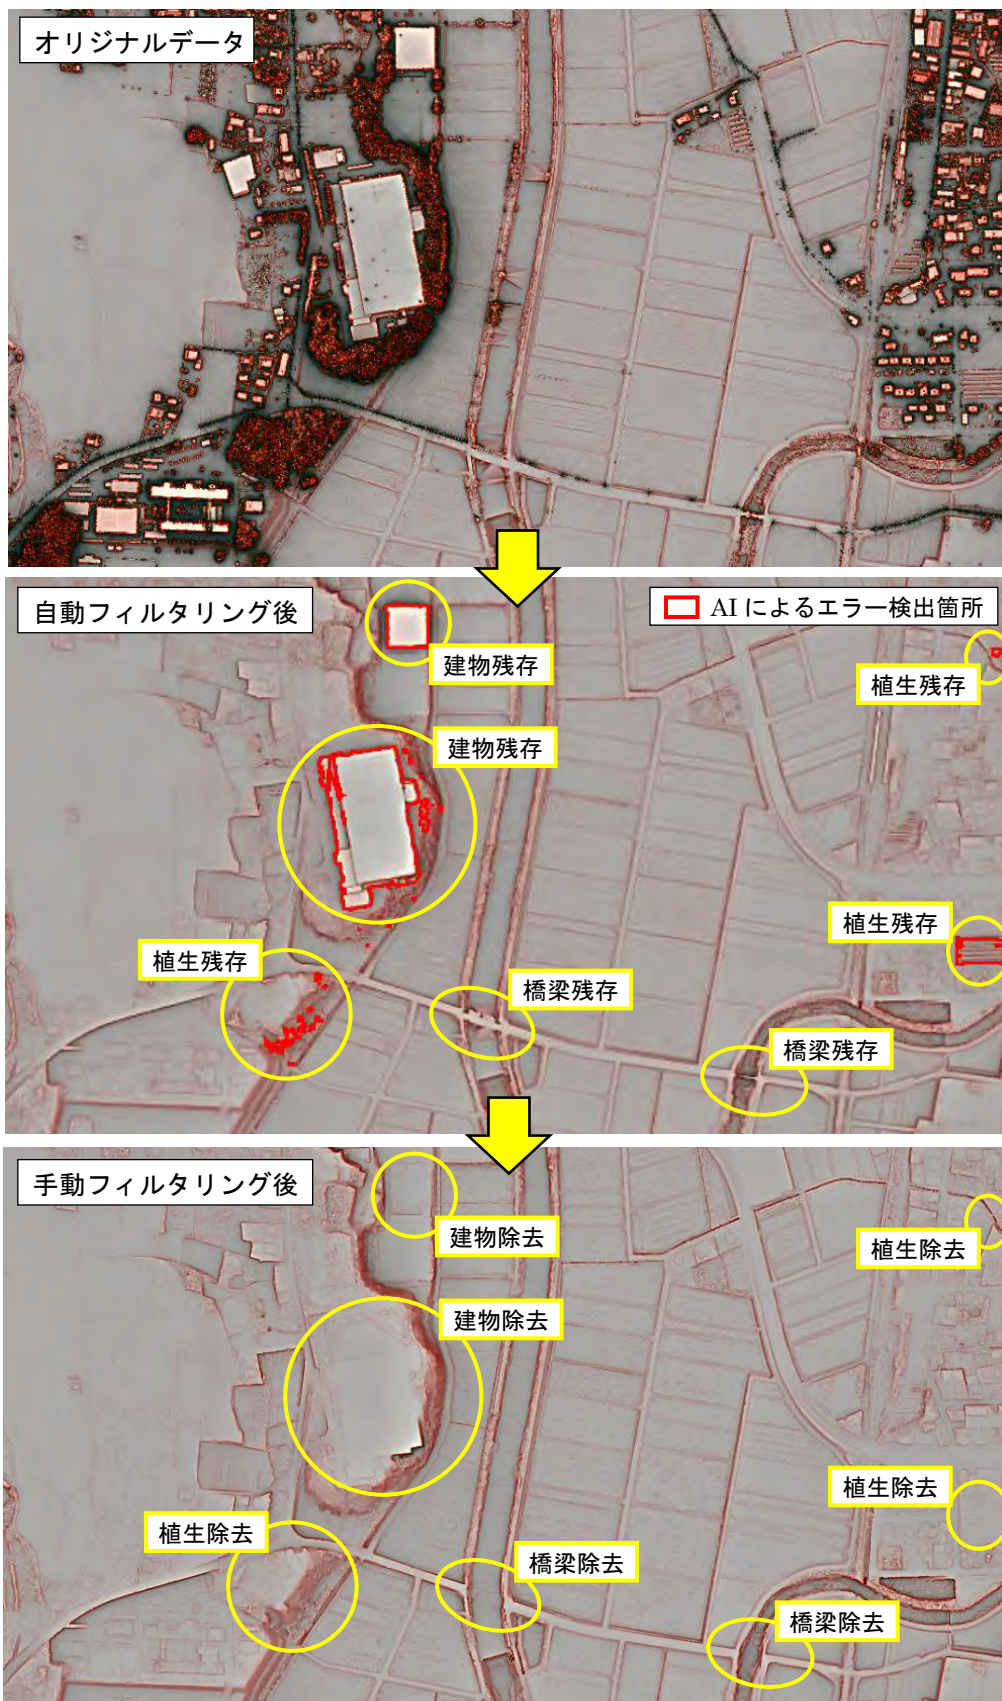 オリジナルデータ
自動フィルタリング後
AIによるエラー検出箇所
建物残存
植生残存
建物残存
植生残存
植生残存
橋梁残存
橋梁残存
手動フィルタリング後
建物除去
植生除去
建物除去
植生除去
植生除去
橋梁除去
橋梁除去